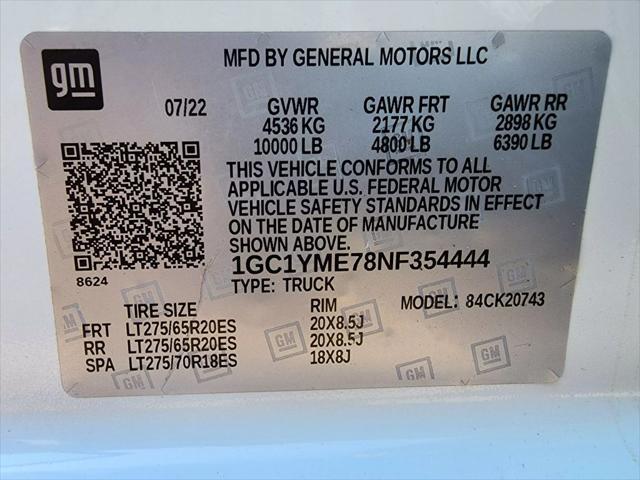 gm
MFD BY GENERAL MOTORS LLC
07/22 GVWR GAWR FRT GAWR RR
4536 KG 2177 KG 2898 KG
10000 LB 4800 LB 6390 LB
THIS VEHICLE CONFORMS TO ALL
APPLICABLE U.S. FEDERAL MOTOR
VEHICLE SAFETY STANDARDS IN EFFECT
ON THE DATE OF MANUFACTURE
SHOWN ABOVE.
8624
1GC1YME78NF354444
TYPE: TRUCK MODEL: 84CK20743
TIRE SIZE RIM
FRT LT275/65R20ES 20X8.5J
RR LT275/65R20ES 20X8.5J
SPA LT275/70R18ES 18X8J